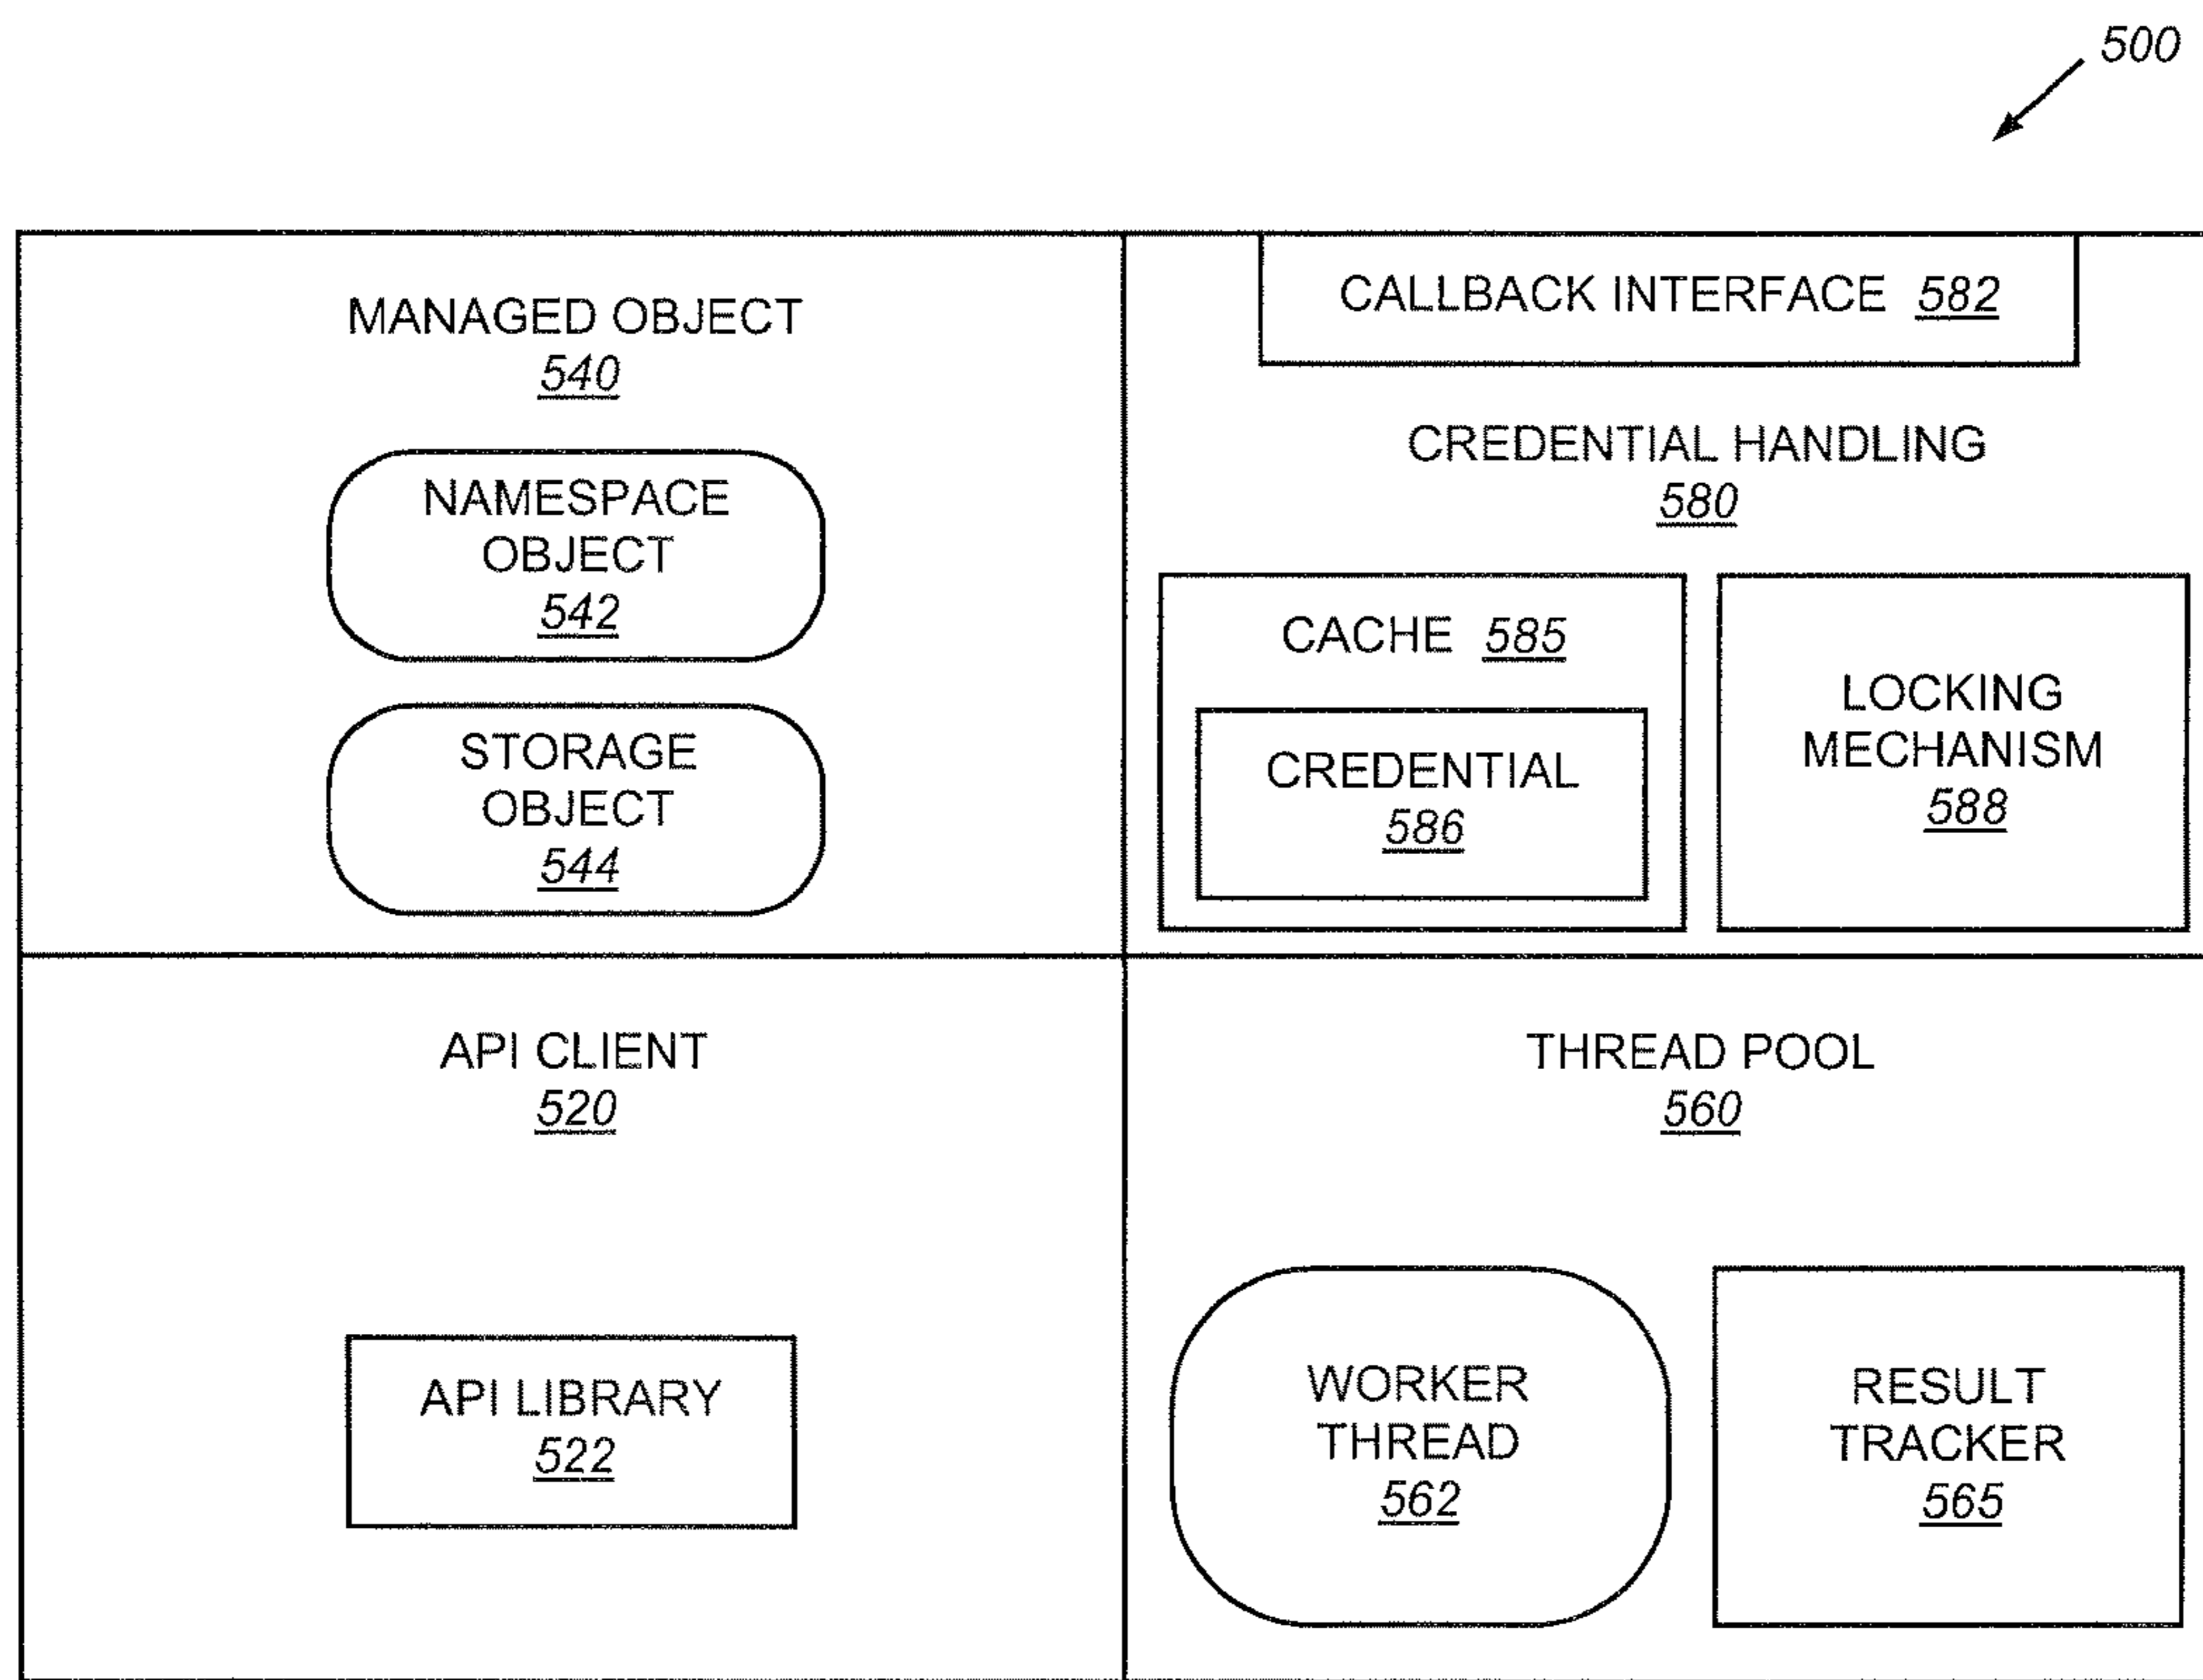 500
MANAGED OBJECT
540
NAMESPACE
OBJECT
542
STORAGE
OBJECT
544
CALLBACK INTERFACE 582
CREDENTIAL HANDLING
580
CACHE 585
CREDENTIAL
586
LOCKING
MECHANISM
588
API CLIENT
520
API LIBRARY
522
THREAD POOL
560
WORKER
THREAD
562
RESULT
TRACKER
565